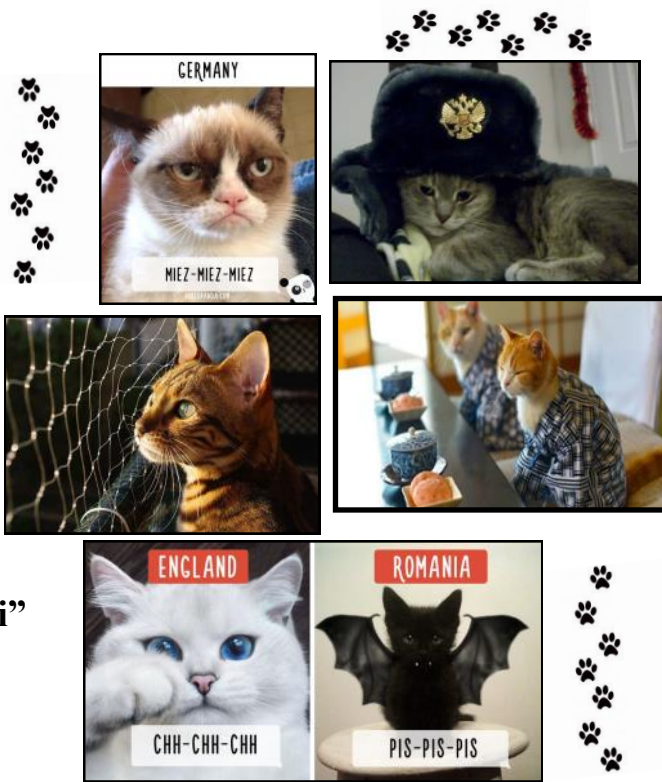 GERMANY
MIEZ-MIEZ-MIEZ
ENGLAND
ROMANIA
i”
CHH-CHH-CHH
PIS-PIS-PIS